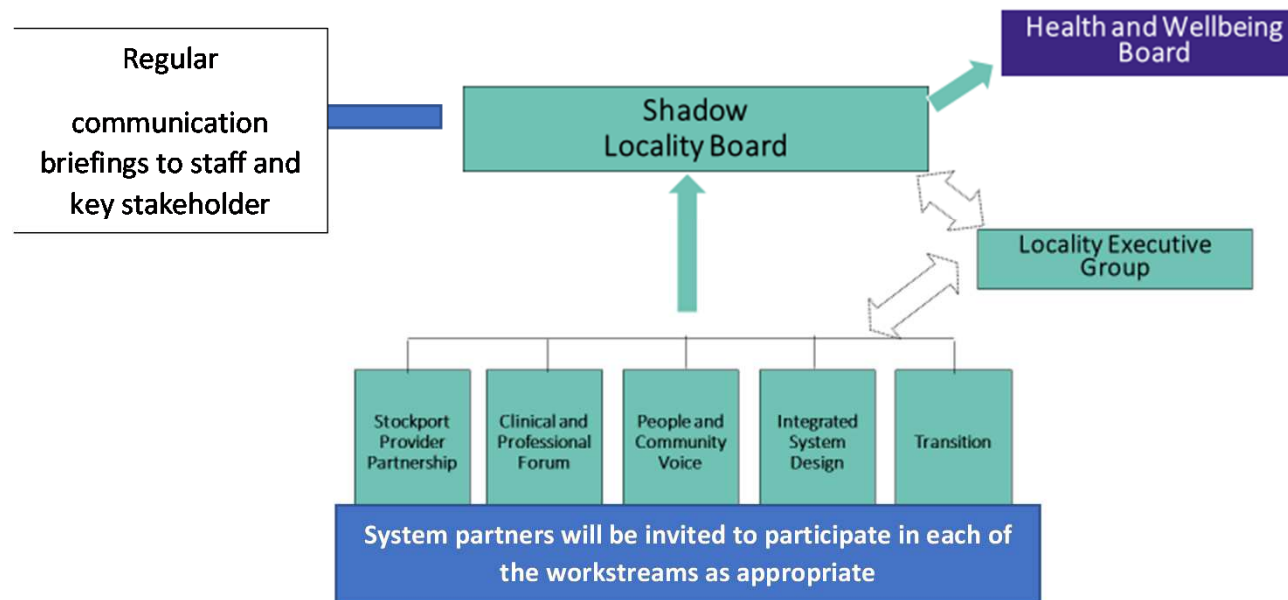 Regular
communication
briefings to staff and
key stakeholder
Health and Wellbeing
Board
Shadow
Locality Board
Locality Executive
Group
Stockport
Provider
Partnership
Clinical and
Professional
Forum
People and
Community
Voice
Integrated
System
Design
Transition
System partners will be invited to participate in each of
the workstreams as appropriate